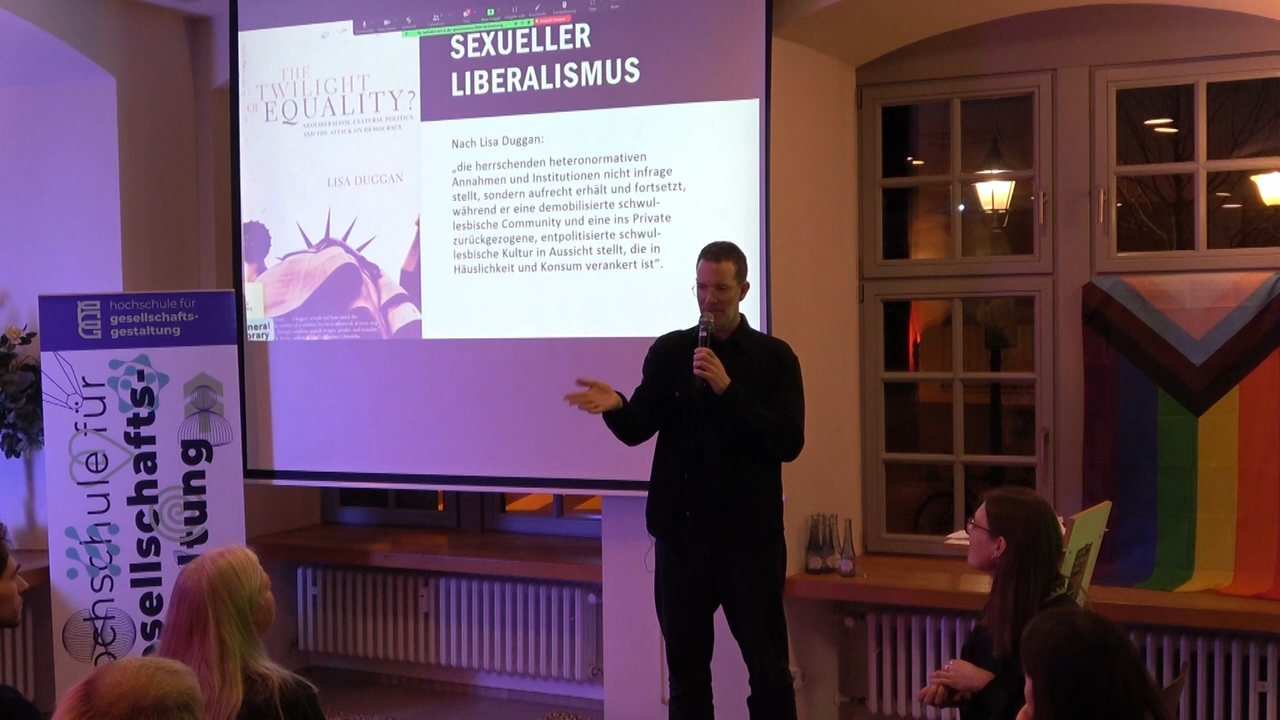 SEXUELLER
LIBERALISMUS
THE
TWILIGHT
OF EQUALITY?
NEOLIBERALISM, CULTURAL POLITICS,
AND THE ATTACK ON DEMOCRACY
LISA DUGGAN
Nach Lisa Duggan:
„die herrschenden heteronormativen
Annahmen und Institutionen nicht infrage
stellt, sondern aufrecht erhält und fortsetzt,
während er eine demobilisierte schwul-
lesbische Community und eine ins Private
zurückgezogene, entpolitisierte schwul-
lesbische Kultur in Aussicht stellt, die in
Häuslichkeit und Konsum verankert ist“.
hochschule für
gesellschafts-
gestaltung
hochschule für
esellschafts-
ltung